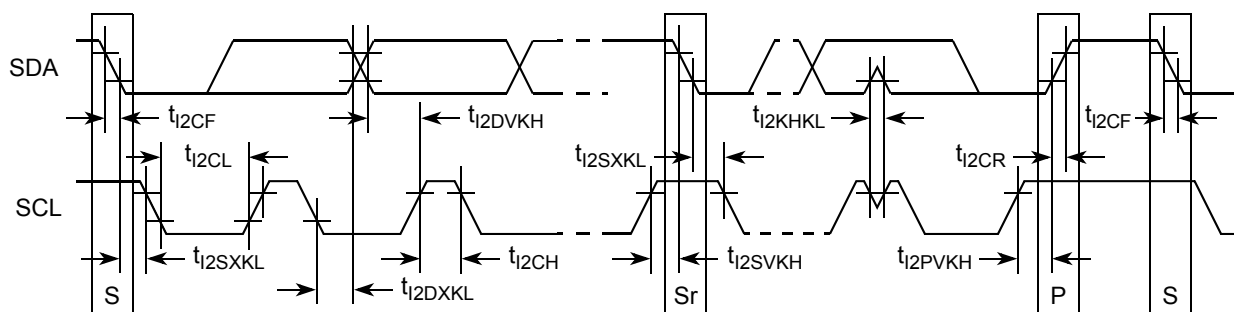 SDA
tI2CF
tI2DVKH
tI2KHKL
tI2CF
tI2CL
tI2SXKL
tI2CR
SCL
tI2SXKL
tI2CH
tI2SVKH
tI2PVKH
tI2DXKL
S
Sr
P
S